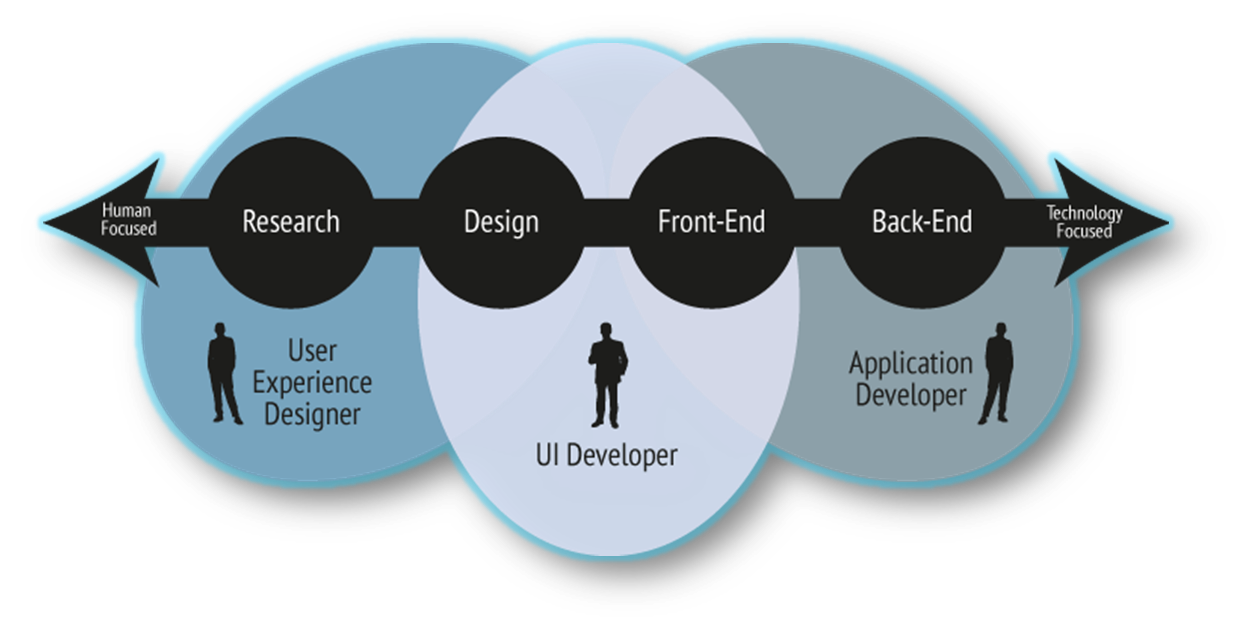 Human
Focused
Research
Design
Front-End
Back-End
Technology
Focused
User
Experience
Designer
UI Developer
Application
Developer